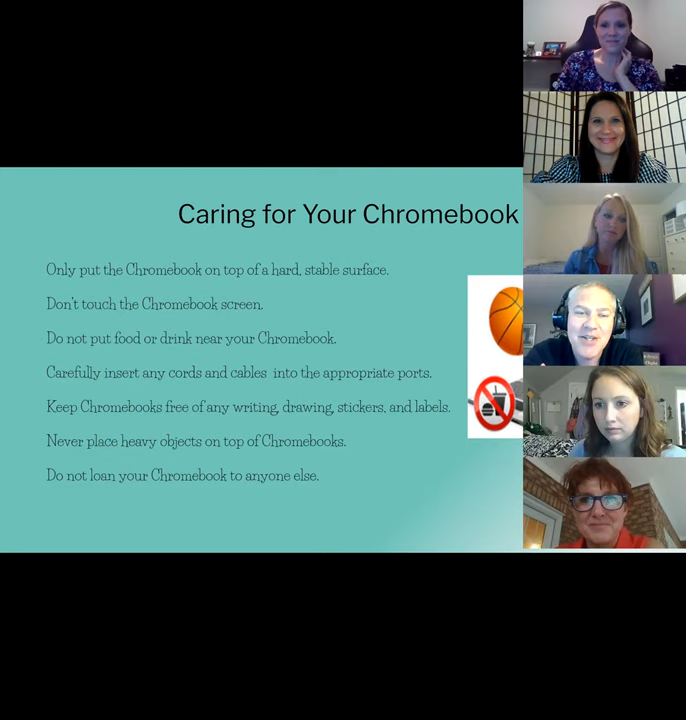 Caring for Your Chromebook
Only put the Chromebook on top of a hard, stable surface.
Don't touch the Chromebook screen.
Do not put food or drink near your Chromebook.
Carefully insert any cords and cables into the appropriate ports.
Keep Chromebooks free of any writing, drawing, stickers, and labels.
Never place heavy objects on top of Chromebooks.
Do not loan your Chromebook to anyone else.